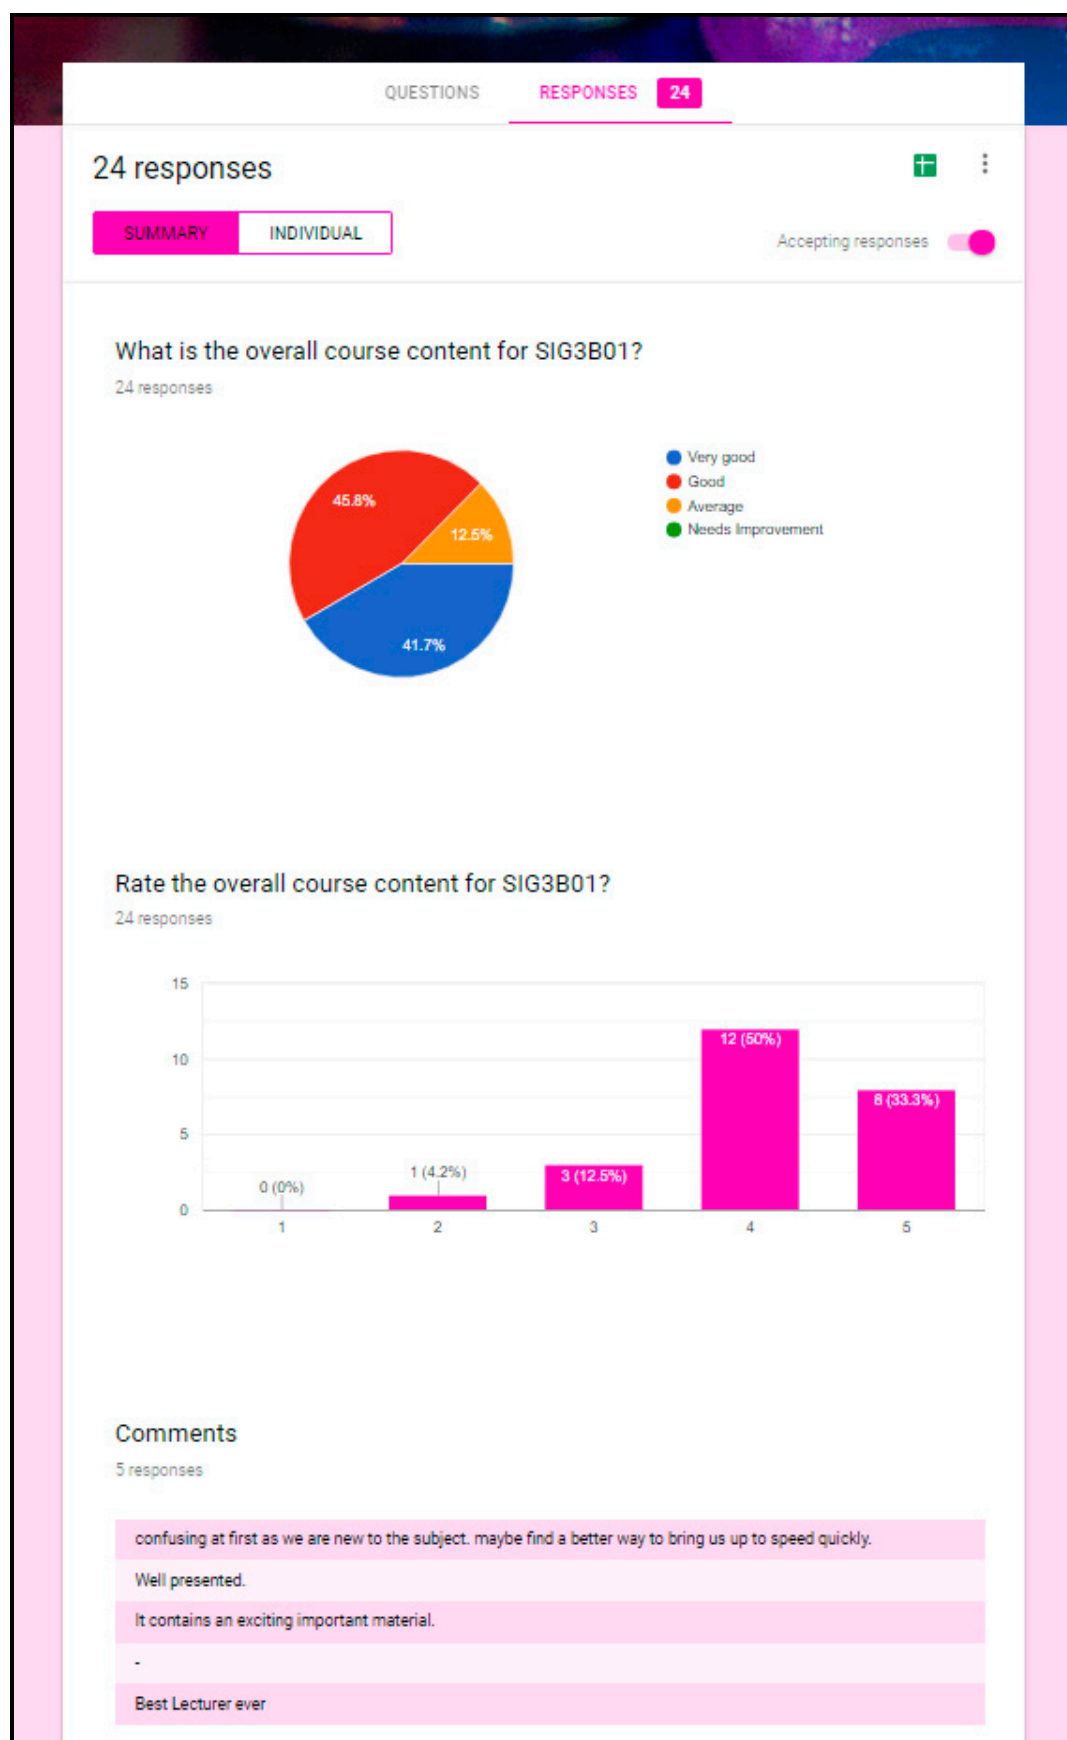 QUESTIONS RESPONSES 24
24 responses
SUMMARY INDIVIDUAL
Accepting responses
What is the overall course content for SIG3B01?
24 responses
45.8%
12.5%
41.7%
Very good
Good
Average
Needs Improvement
Rate the overall course content for SIG3B01?
24 responses
15
10
5
0
0 (0%)
1 (4.2%)
3 (12.5%)
12 (50%)
8 (33.3%)
1 2 3 4 5
Comments
5 responses
confusing at first as we are new to the subject. maybe find a better way to bring us up to speed quickly.
Well presented.
It contains an exciting important material.
-
Best Lecturer ever